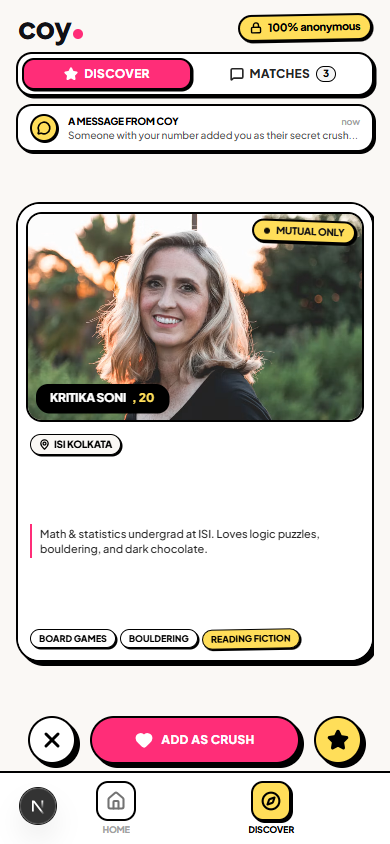 coy.
100% anonymous
DISCOVER
MATCHES 3
A MESSAGE FROM COY now
Someone with your number added you as their secret crush...
MUTUAL ONLY
KRITIKA SONI , 20
ISI KOLKATA
Math & statistics undergrad at ISI. Loves logic puzzles,
bouldering, and dark chocolate.
BOARD GAMES BOULDERING READING FICTION
ADD AS CRUSH
N
HOME DISCOVER